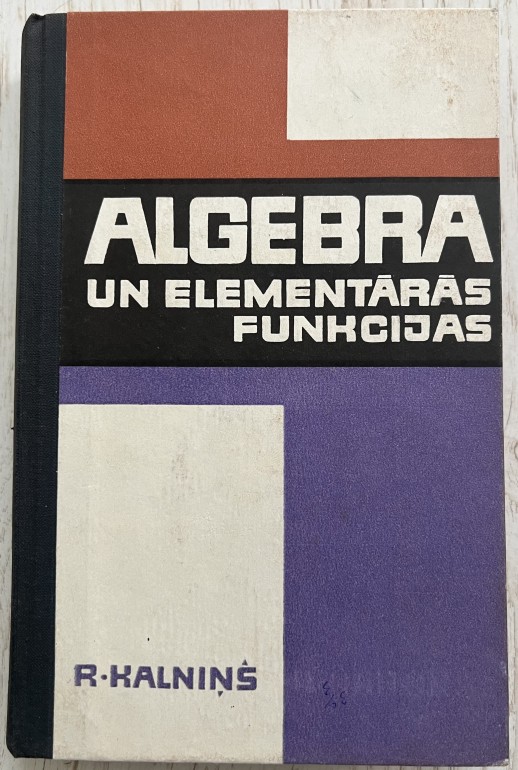 ALGEBRA
UN ELEMENTĀRĀS
FUNKCIJAS
R·KALNIŅŠ